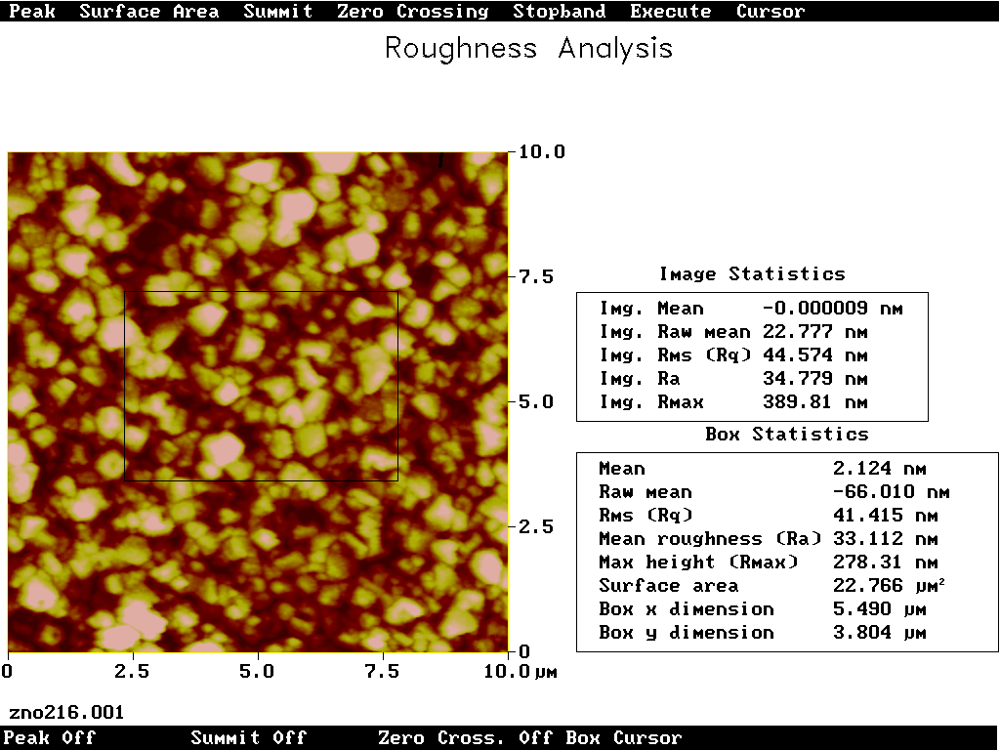 Peak Surface Area Summit Zero Crossing Stopband Execute Cursor
Roughness Analysis
10.0
7.5
5.0
2.5
0
0 2.5 5.0 7.5 10.0 µm
Image Statistics
Img. Mean -0.000009 nm
Img. Raw mean 22.777 nm
Img. Rms (Rq) 44.574 nm
Img. Ra 34.779 nm
Img. Rmax 389.81 nm
Box Statistics
Mean 2.124 nm
Raw mean -66.010 nm
Rms (Rq) 41.415 nm
Mean roughness (Ra) 33.112 nm
Max height (Rmax) 278.31 nm
Surface area 22.766 µm²
Box x dimension 5.490 µm
Box y dimension 3.804 µm
zno216.001
Peak Off Summit Off Zero Cross. Off Box Cursor